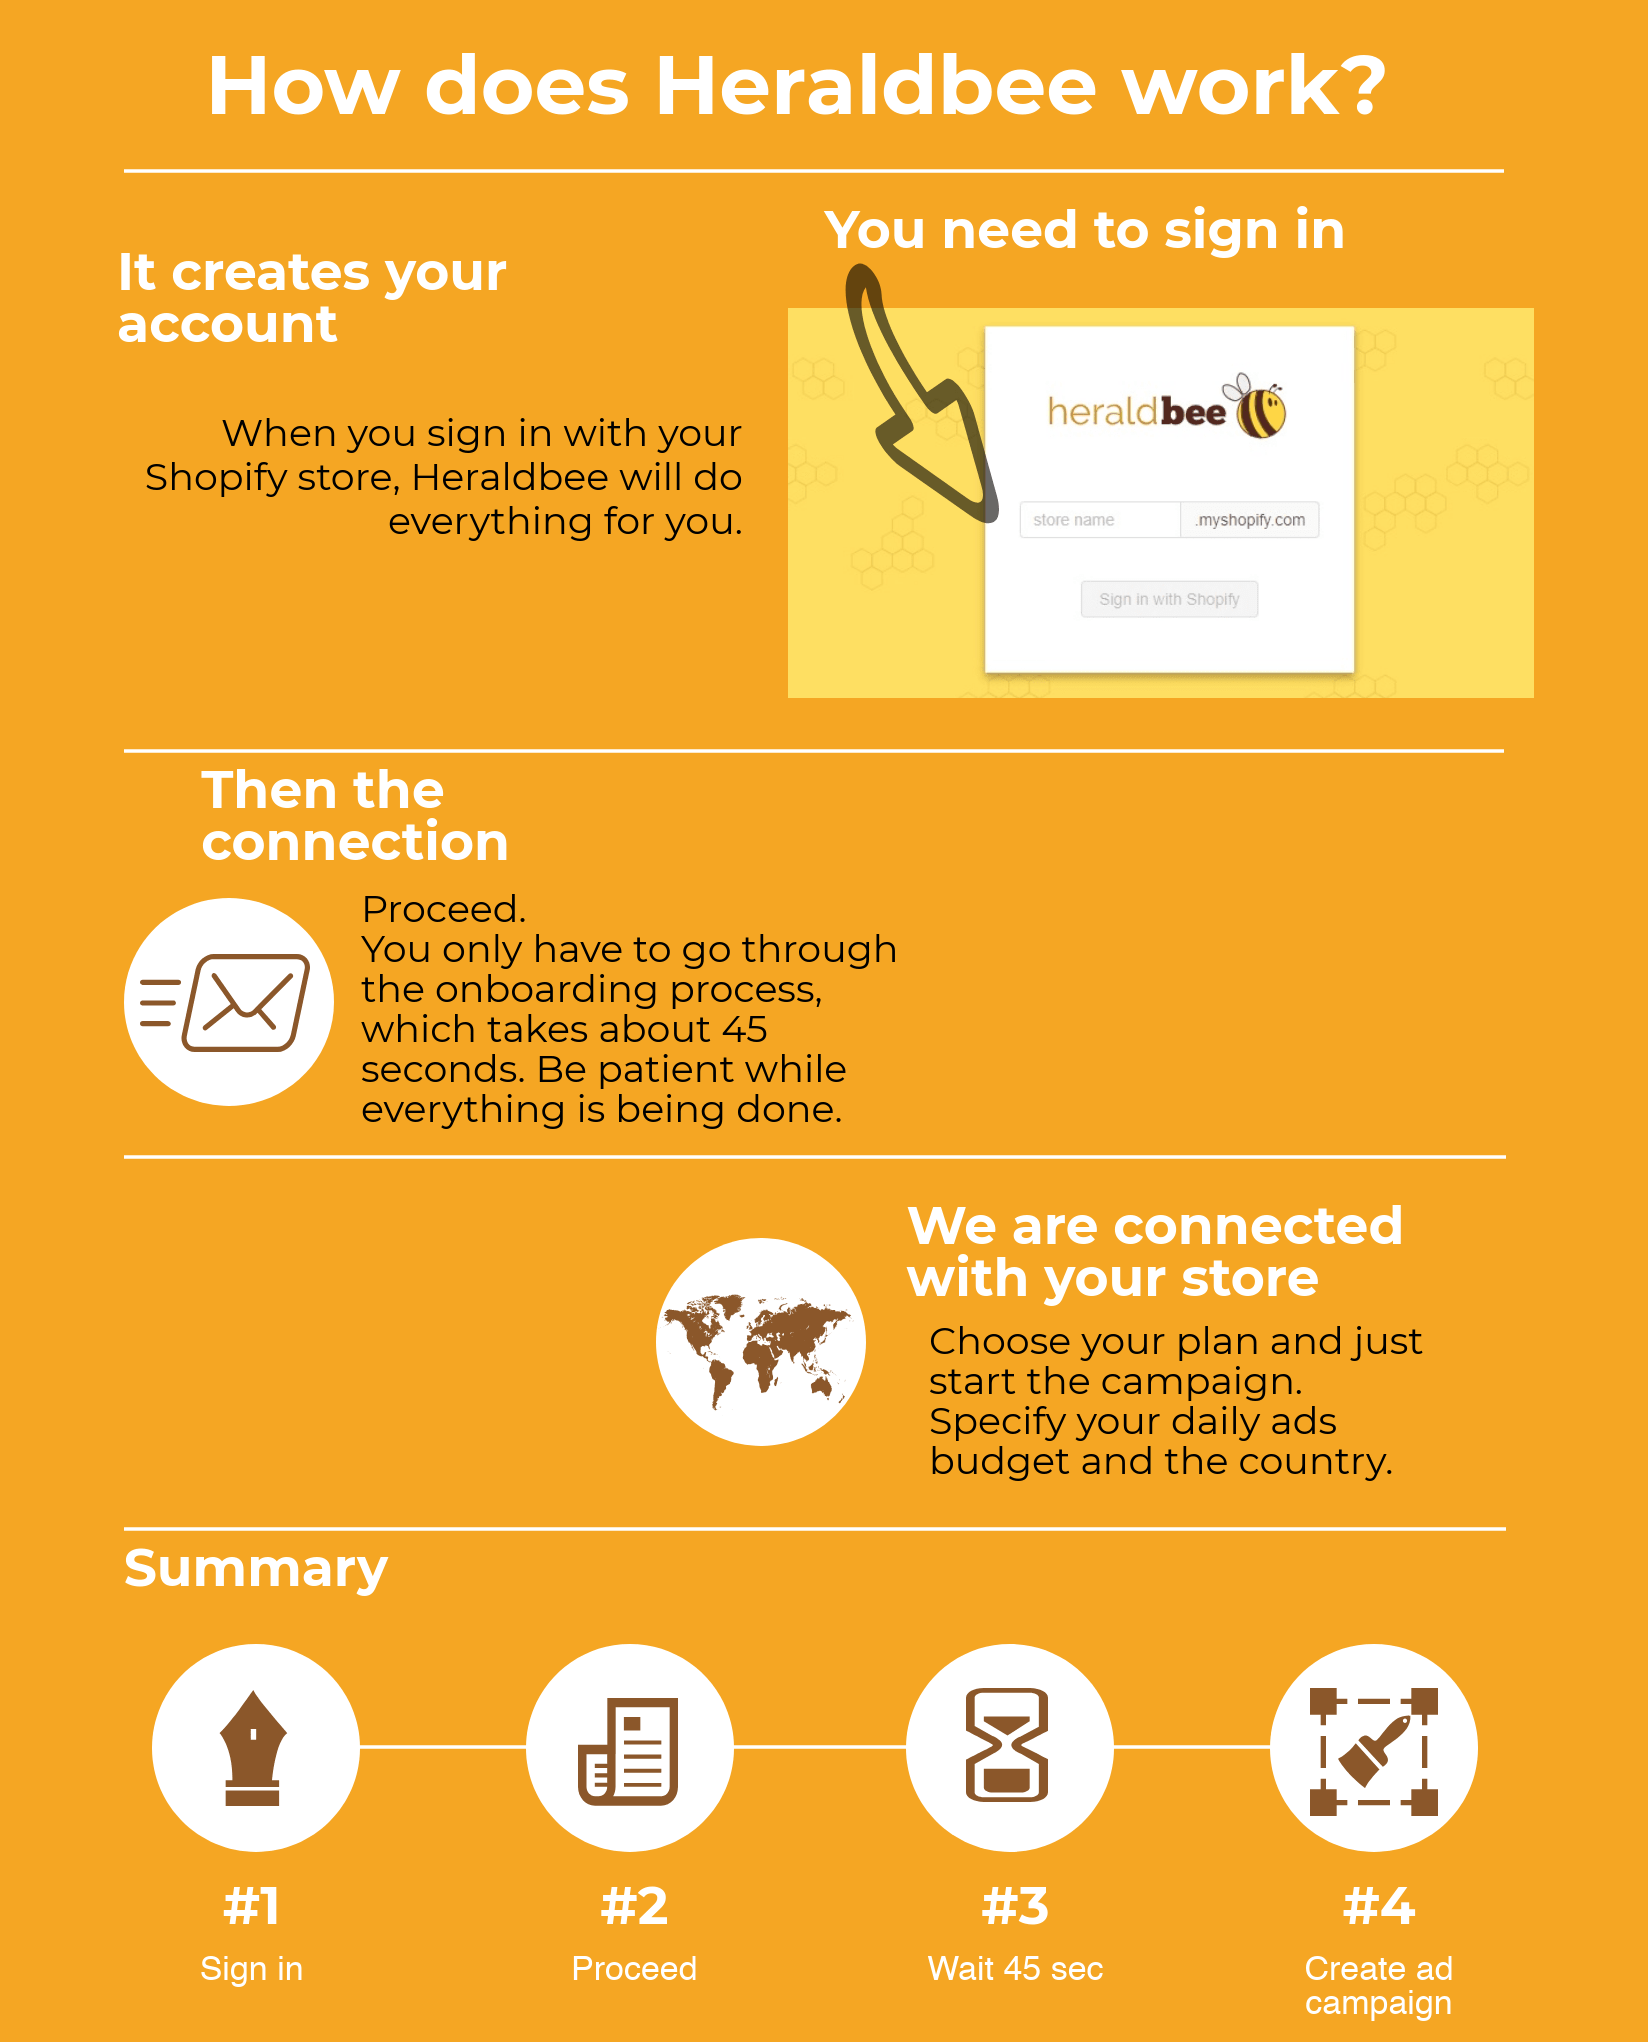 How does Heraldbee work?
It creates your
account
When you sign in with your
Shopify store, Heraldbee will do
everything for you.
You need to sign in
heraldbee
store name .myshopify.com
Sign in with Shopify
Then the
connection
Proceed.
You only have to go through
the onboarding process,
which takes about 45
seconds. Be patient while
everything is being done.
We are connected
with your store
Choose your plan and just
start the campaign.
Specify your daily ads
budget and the country.
Summary
#1
Sign in
#2
Proceed
#3
Wait 45 sec
#4
Create ad
campaign